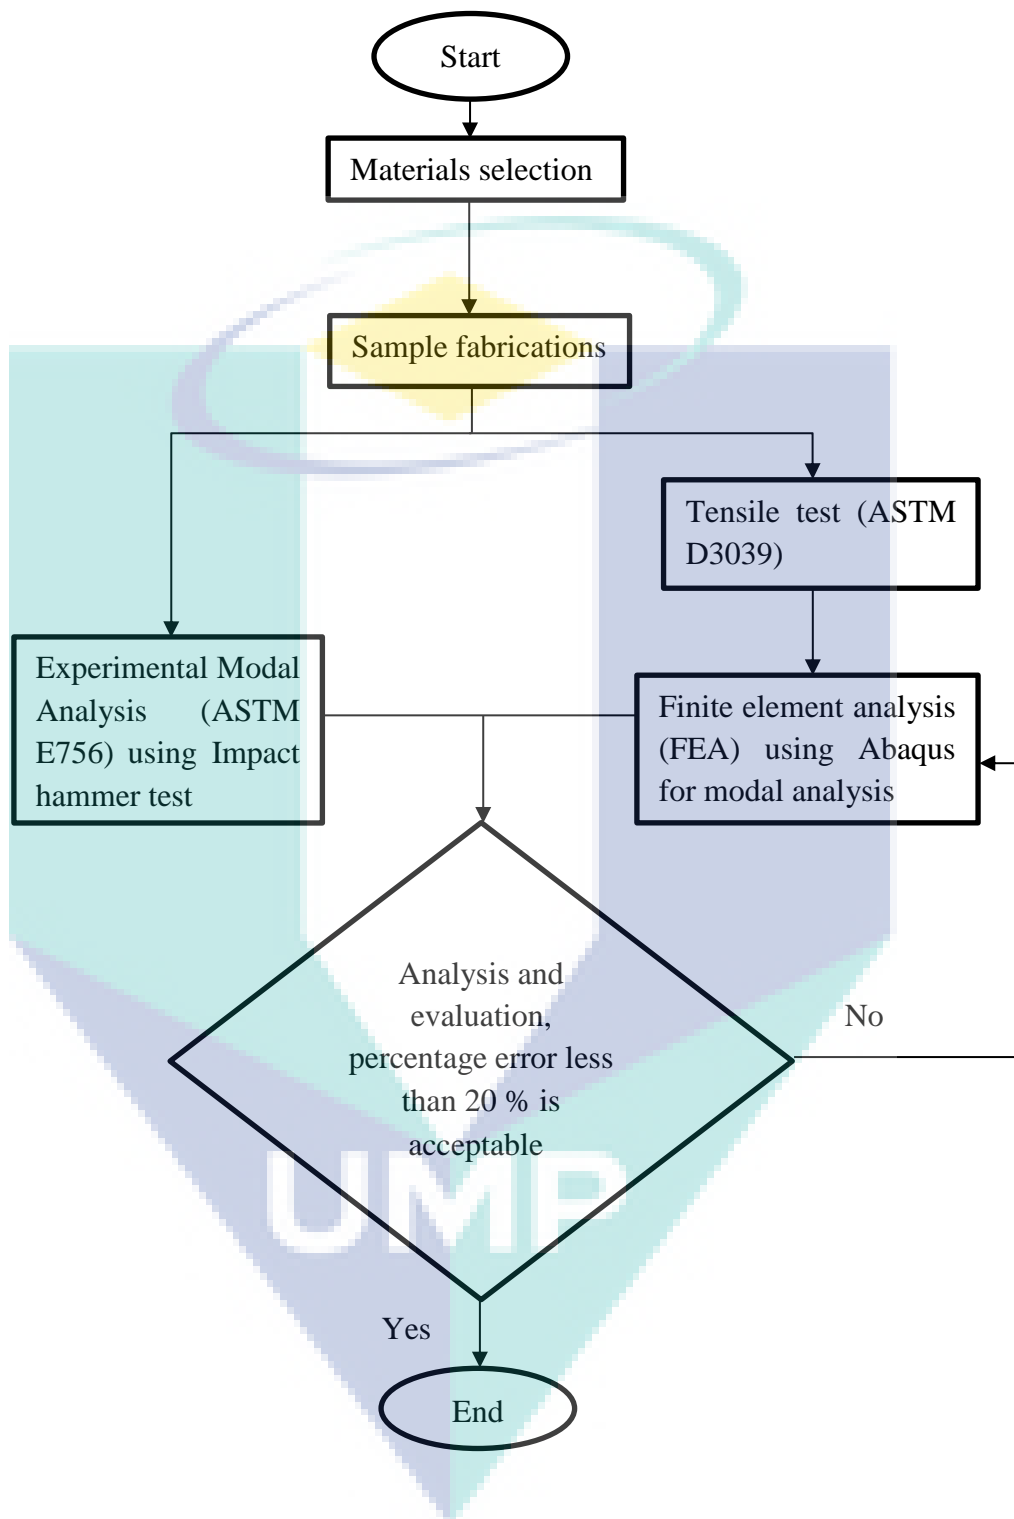 Start
Materials selection
Sample fabrications
Tensile test (ASTM
D3039)
Experimental Modal
Analysis (ASTM
E756) using Impact
hammer test
Finite element analysis
(FEA) using Abaqus
for modal analysis
Analysis and
evaluation,
percentage error less
than 20 % is
acceptable
No
UMP
Yes
End